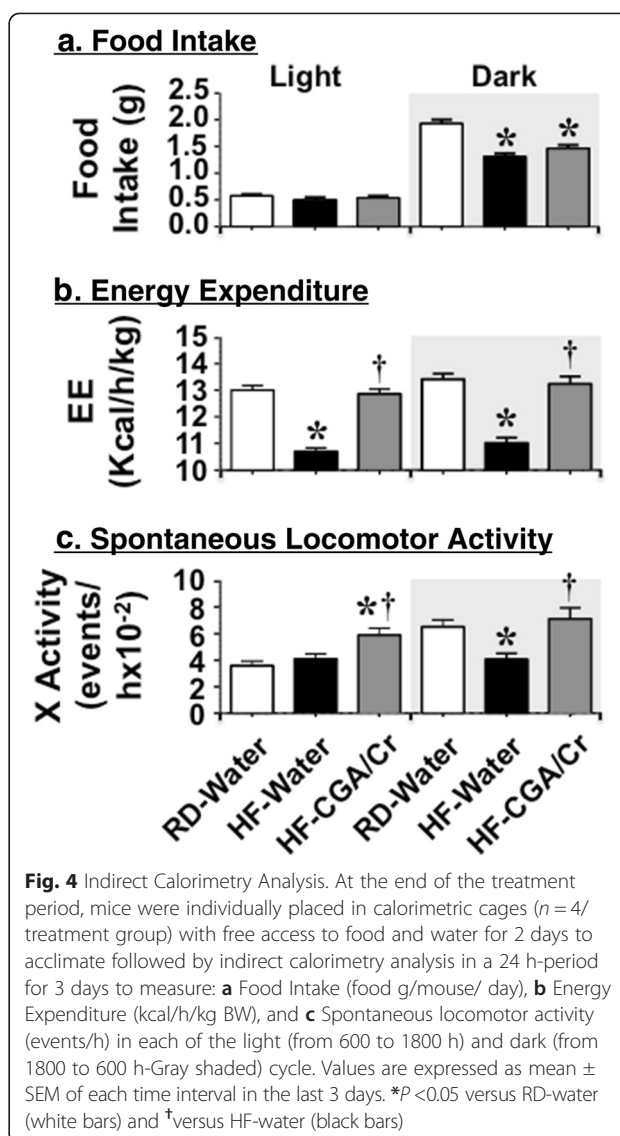 a. Food Intake
Light Dark
Food
Intake (g)
2.5
2.0
1.5
1.0
0.5
0.0
* *
b. Energy Expenditure
EE
(Kcal/h/kg)
15
14
13
12
11
10
* † * †
c. Spontaneous Locomotor Activity
X Activity
(events/
hx10-2)
10
8
6
4
2
0
*† * †
RD-Water
HF-Water
HF-CGA/Cr
RD-Water
HF-Water
HF-CGA/Cr
Fig. 4 Indirect Calorimetry Analysis. At the end of the treatment
period, mice were individually placed in calorimetric cages (n = 4/
treatment group) with free access to food and water for 2 days to
acclimate followed by indirect calorimetry analysis in a 24 h-period
for 3 days to measure: a Food Intake (food g/mouse/ day), b Energy
Expenditure (kcal/h/kg BW), and c Spontaneous locomotor activity
(events/h) in each of the light (from 600 to 1800 h) and dark (from
1800 to 600 h-Gray shaded) cycle. Values are expressed as mean ±
SEM of each time interval in the last 3 days. *P <0.05 versus RD-water
(white bars) and †versus HF-water (black bars)